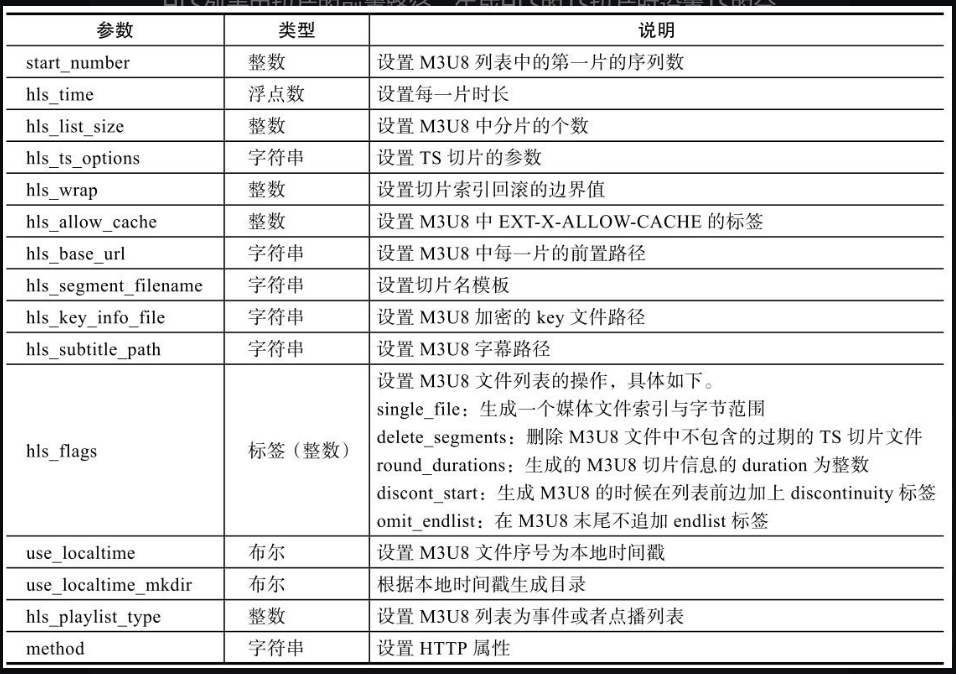 参数 类型 说明
start_number 整数 设置 M3U8 列表中的第一片的序列数
hls_time 浮点数 设置每一片时长
hls_list_size 整数 设置 M3U8 中分片的个数
hls_ts_options 字符串 设置 TS 切片的参数
hls_wrap 整数 设置切片索引回滚的边界值
hls_allow_cache 整数 设置 M3U8 中 EXT-X-ALLOW-CACHE 的标签
hls_base_url 字符串 设置 M3U8 中每一片的前置路径
hls_segment_filename 字符串 设置切片名模板
hls_key_info_file 字符串 设置 M3U8 加密的 key 文件路径
hls_subtitle_path 字符串 设置 M3U8 字幕路径
hls_flags 标签（整数） 设置 M3U8 文件列表的操作，具体如下。
single_file：生成一个媒体文件索引与字节范围
delete_segments：删除 M3U8 文件中不包含的过期的 TS 切片文件
round_durations：生成的 M3U8 切片信息的 duration 为整数
discont_start：生成 M3U8 的时候在列表前边加上 discontinuity 标签
omit_endlist：在 M3U8 末尾不追加 endlist 标签
use_localtime 布尔 设置 M3U8 文件序号为本地时间戳
use_localtime_mkdir 布尔 根据本地时间戳生成目录
hls_playlist_type 整数 设置 M3U8 列表为事件或者点播列表
method 字符串 设置 HTTP 属性